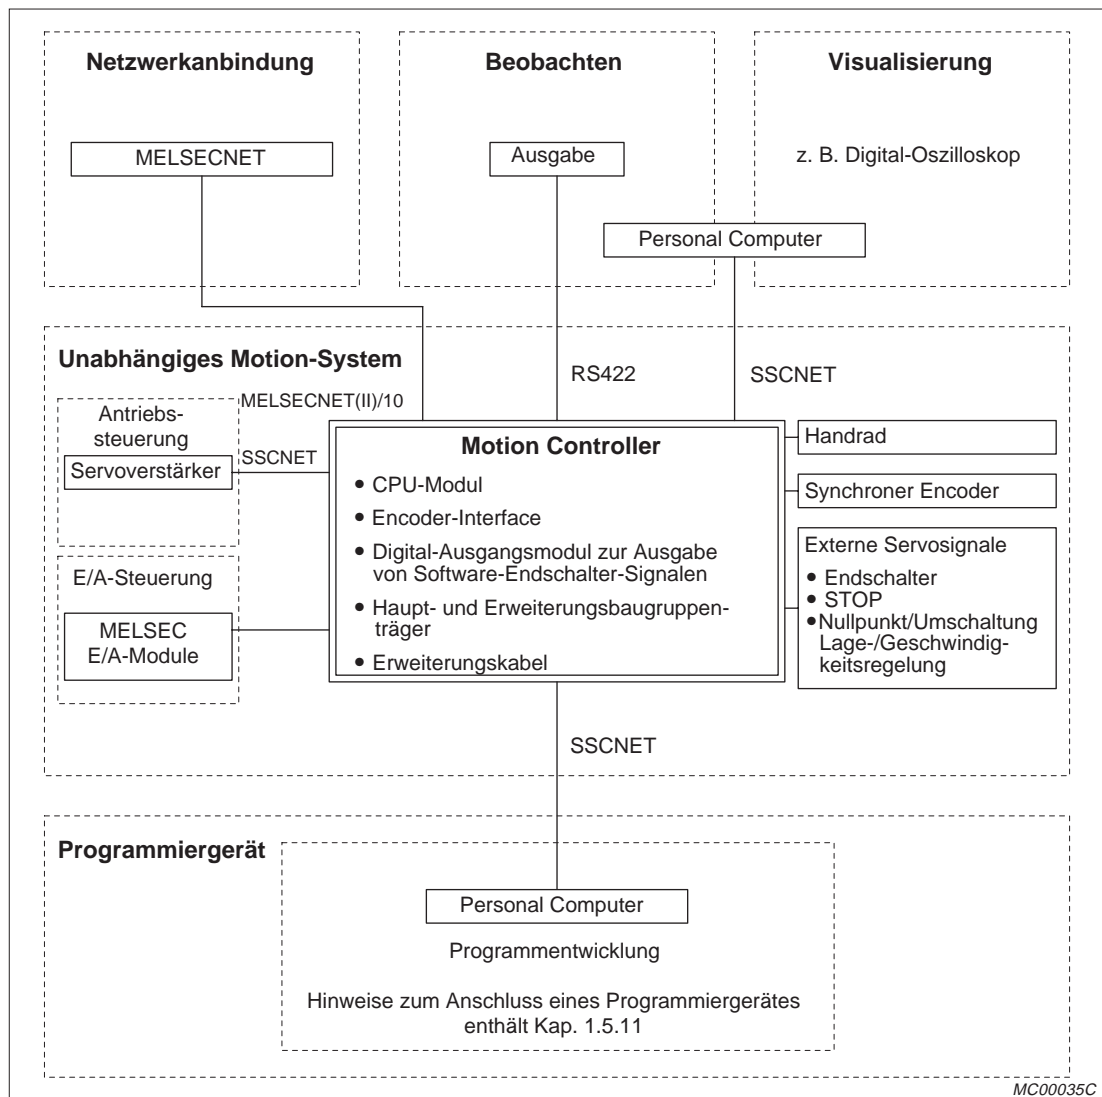 Netzwerkanbindung
MELSECNET
Beobachten
Ausgabe
Visualisierung
z. B. Digital-Oszilloskop
Personal Computer
Unabhängiges Motion-System
RS422
SSCNET
MELSECNET(II)/10
Antriebs-
steuerung
Servoverstärker
SSCNET
E/A-Steuerung
MELSEC
E/A-Module
Motion Controller
● CPU-Modul
● Encoder-Interface
● Digital-Ausgangsmodul zur Ausgabe
von Software-Endschalter-Signalen
● Haupt- und Erweiterungsbaugruppen-
träger
● Erweiterungskabel
Handrad
Synchroner Encoder
Externe Servosignale
● Endschalter
● STOP
● Nullpunkt/Umschaltung
Lage-/Geschwindig-
keitsregelung
SSCNET
Programmiergerät
Personal Computer
Programmentwicklung
Hinweise zum Anschluss eines Programmiergerätes
enthält Kap. 1.5.11
MC00035C